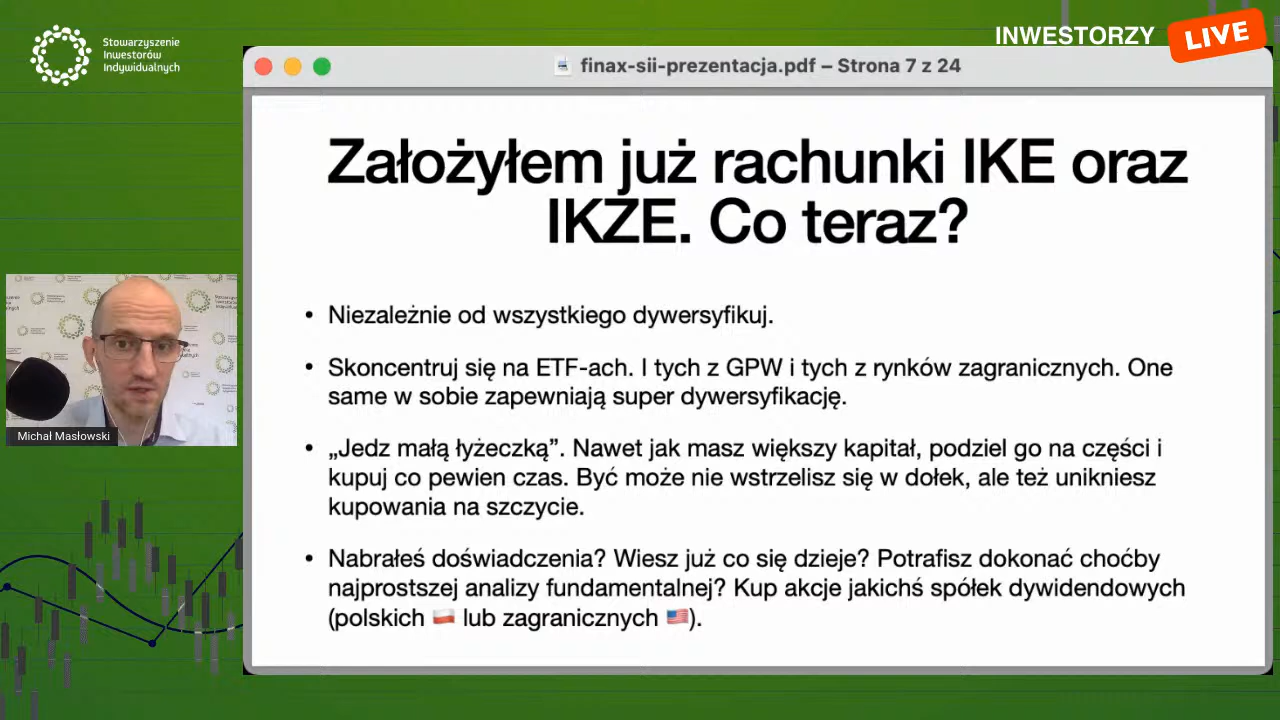 Stowarzyszenie
Inwestorów
Indywidualnych
INWESTORZY LIVE
finax-sii-prezentacja.pdf – Strona 7 z 24
Założyłem już rachunki IKE oraz
IKZE. Co teraz?
• Niezależnie od wszystkiego dywersyfikuj.
• Skoncentruj się na ETF-ach. I tych z GPW i tych z rynków zagranicznych. One
same w sobie zapewniają super dywersyfikację.
• „Jedz małą łyżeczką”. Nawet jak masz większy kapitał, podziel go na części i
kupuj co pewien czas. Być może nie wstrzelisz się w dołek, ale też unikniesz
kupowania na szczycie.
• Nabrałeś doświadczenia? Wiesz już co się dzieje? Potrafisz dokonać choćby
najprostszej analizy fundamentalnej? Kup akcje jakichś spółek dywidendowych
(polskich 🇵🇱 lub zagranicznych 🇺🇸).
Michał Masłowski